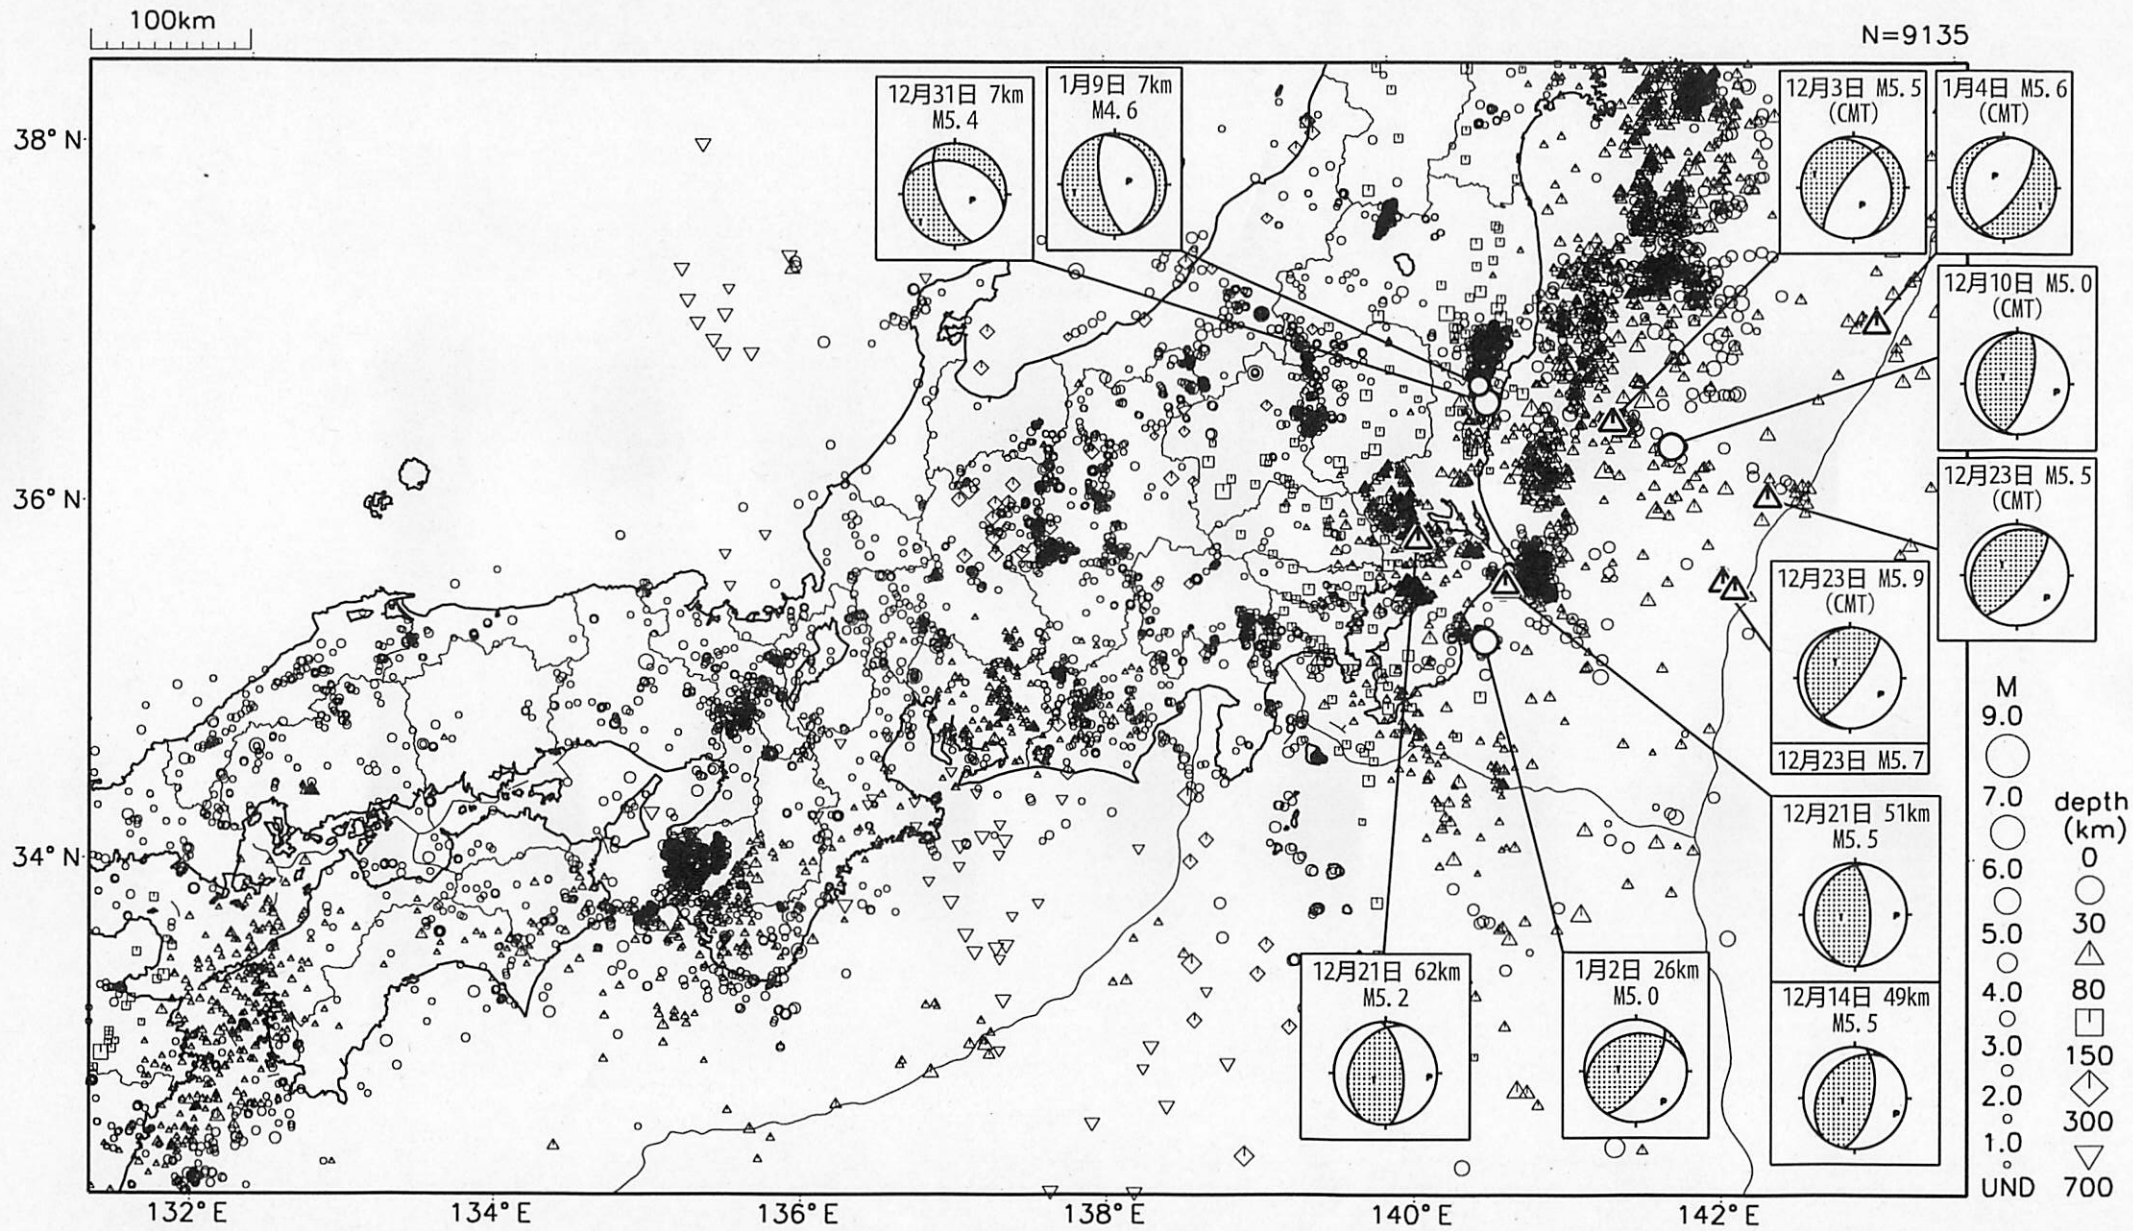 100km
N=9135
38°N
36°N
34°N
132°E
134°E
136°E
138°E
140°E
142°E
12月31日 7km
M5.4
T
P
1月9日 7km
M4.6
T
P
12月3日 M5.5
(CMT)
T
P
1月4日 M5.6
(CMT)
P
T
12月10日 M5.0
(CMT)
T
P
12月23日 M5.5
(CMT)
T
P
12月23日 M5.9
(CMT)
T
P
12月23日 M5.7
12月21日 51km
M5.5
T
P
12月14日 49km
M5.5
T
P
12月21日 62km
M5.2
T
P
1月2日 26km
M5.0
T
P
M
9.0
7.0
6.0
5.0
4.0
3.0
2.0
1.0
UND
depth
(km)
0
30
80
150
300
700